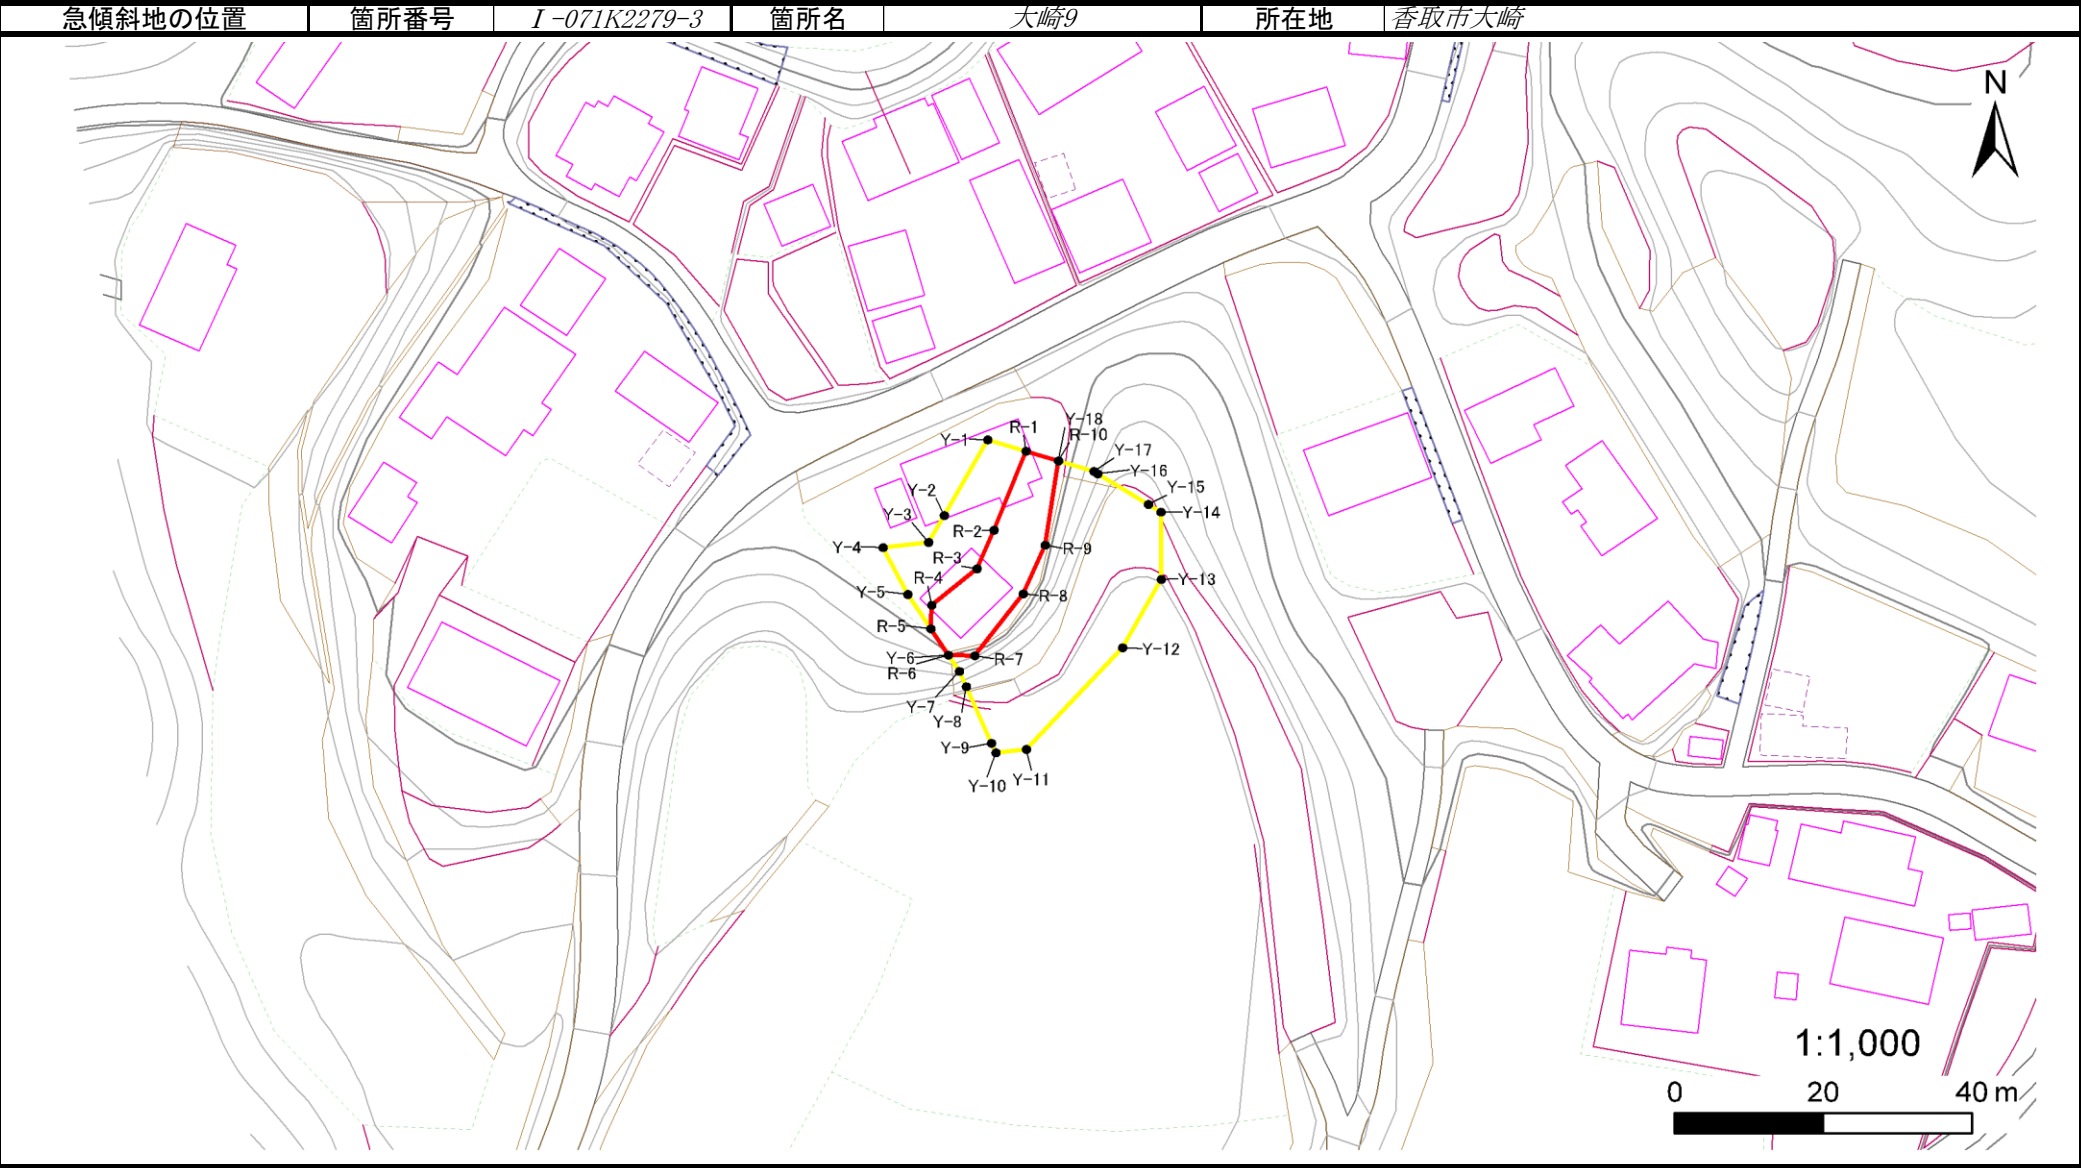 急傾斜地の位置 箇所番号 Ⅰ-071K2279-3 箇所名 大崎9 所在地 香取市大崎
N
Y-18
R-1
R-10
Y-1
Y-17
Y-16
Y-2
Y-15
Y-3
Y-14
R-2
Y-4
R-9
R-3
R-4
Y-13
Y-5
R-8
R-5
Y-12
Y-6
R-7
R-6
Y-7
Y-8
Y-9
Y-11
Y-10
1:1,000
0 20 40 m